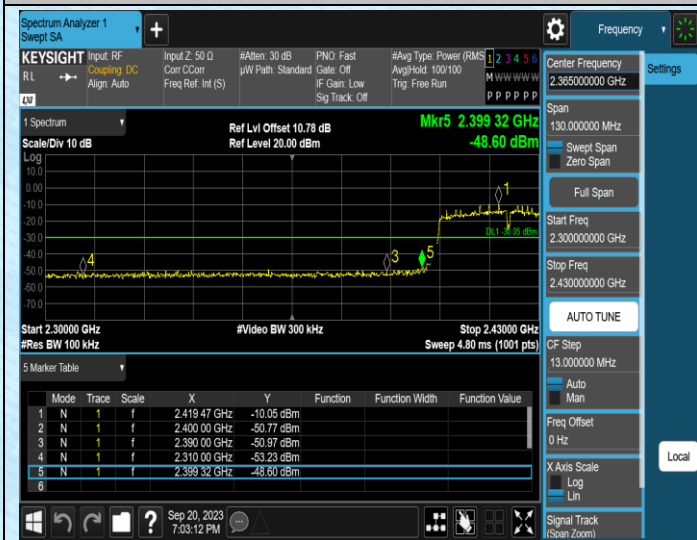 Spectrum Analyzer 1
Swept SA
Frequency
KEYSIGHT
Input: RF
Coupling: DC
Align: Auto
Input Z: 50 Ω
Corr CCorr
Freq Ref: Int (S)
#Atten: 30 dB
µW Path: Standard
PNO: Fast
Gate: Off
IF Gain: Low
Sig Track: Off
#Avg Type: Power (RMS
Avg|Hold: 100/100
Trig: Free Run
1 2 3 4 5 6
M W W W W W
P P P P P P
R L
LXI
1 Spectrum
Scale/Div 10 dB
Log
Ref Lvl Offset 10.78 dB
Ref Level 20.00 dBm
Mkr5 2.399 32 GHz
-48.60 dBm
10.0
0.00
-10.0
-20.0
-30.0
-40.0
-50.0
-60.0
-70.0
1
DL1 -30.05 dBm
4
3
5
Start 2.30000 GHz
#Res BW 100 kHz
#Video BW 300 kHz
Stop 2.43000 GHz
Sweep 4.80 ms (1001 pts)
5 Marker Table
Mode Trace Scale X Y Function Function Width Function Value
1 N 1 f 2.419 47 GHz -10.05 dBm
2 N 1 f 2.400 00 GHz -50.77 dBm
3 N 1 f 2.390 00 GHz -50.97 dBm
4 N 1 f 2.310 00 GHz -53.23 dBm
5 N 1 f 2.399 32 GHz -48.60 dBm
6
Sep 20, 2023
7:03:12 PM
Center Frequency
2.365000000 GHz
Span
130.000000 MHz
Swept Span
Zero Span
Full Span
Start Freq
2.300000000 GHz
Stop Freq
2.430000000 GHz
AUTO TUNE
CF Step
13.000000 MHz
Auto
Man
Freq Offset
0 Hz
X Axis Scale
Log
Lin
Signal Track
(Span Zoom)
Settings
Local